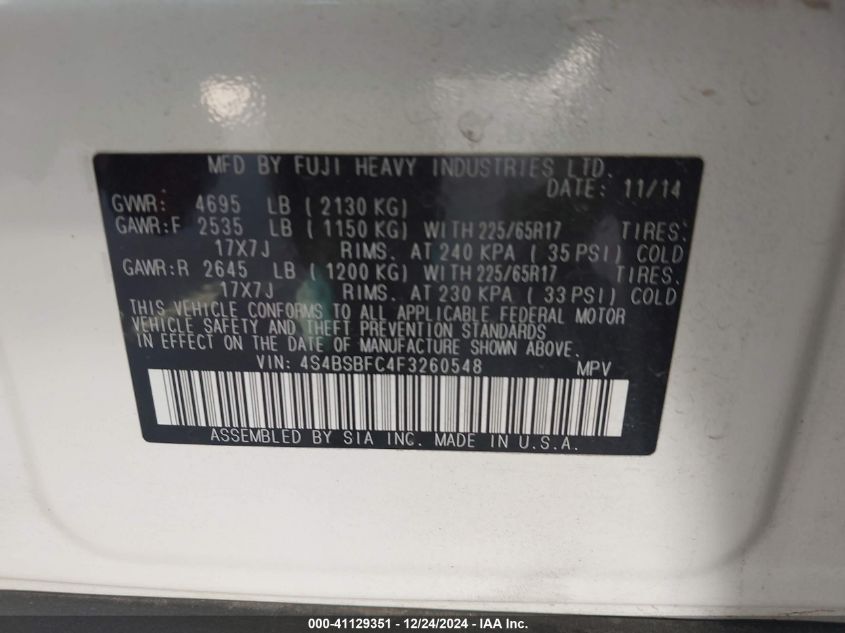 MFD BY FUJI HEAVY INDUSTRIES LTD.
DATE: 11/14
GVWR: 4695 LB ( 2130 KG)
GAWR:F 2535 LB ( 1150 KG) WITH 225/65R17 TIRES.
17X7J RIMS. AT 240 KPA ( 35 PSI) COLD
GAWR:R 2645 LB ( 1200 KG) WITH 225/65R17 TIRES.
17X7J RIMS. AT 230 KPA ( 33 PSI) COLD
THIS VEHICLE CONFORMS TO ALL APPLICABLE FEDERAL MOTOR
VEHICLE SAFETY AND THEFT PREVENTION STANDARDS
IN EFFECT ON THE DATE OF MANUFACTURE SHOWN ABOVE.
VIN: 4S4BSBFC4F3260548 MPV
ASSEMBLED BY SIA INC. MADE IN U.S.A.
000-41129351 - 12/24/2024 - IAA Inc.